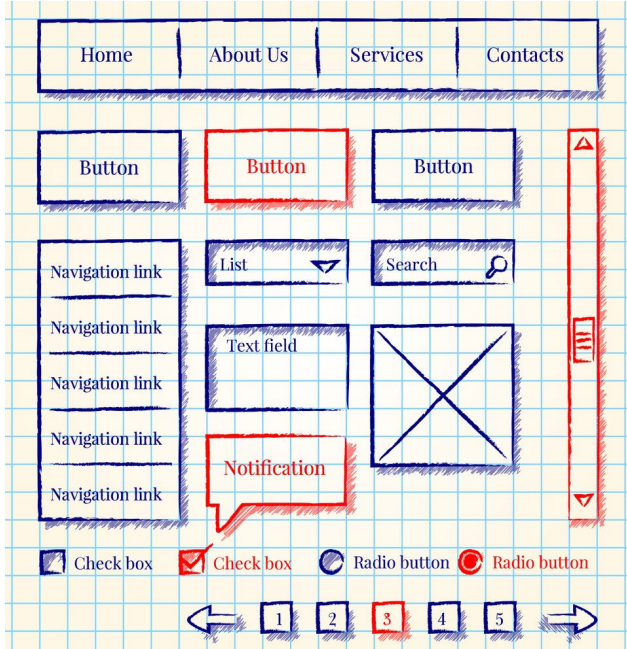 Home About Us Services Contacts
Button Button Button
Navigation link
List
Search
Navigation link
Text field
Navigation link
Navigation link
Notification
Navigation link
Check box Check box Radio button Radio button
1 2 3 4 5